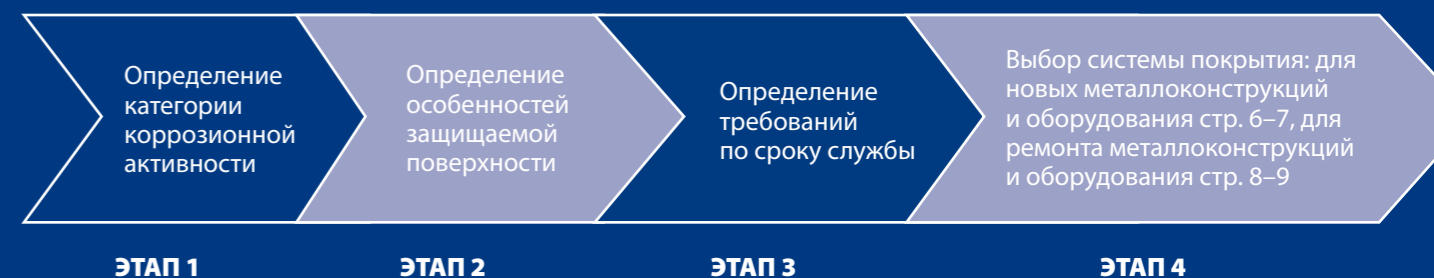 Определение
категории
коррозионной
активности
Определение
особенностей
защищаемой
поверхности
Определение
требований
по сроку службы
Выбор системы покрытия: для
новых металлоконструкций
и оборудования стр. 6–7, для
ремонта металлоконструкций
и оборудования стр. 8–9
ЭТАП 1
ЭТАП 2
ЭТАП 3
ЭТАП 4